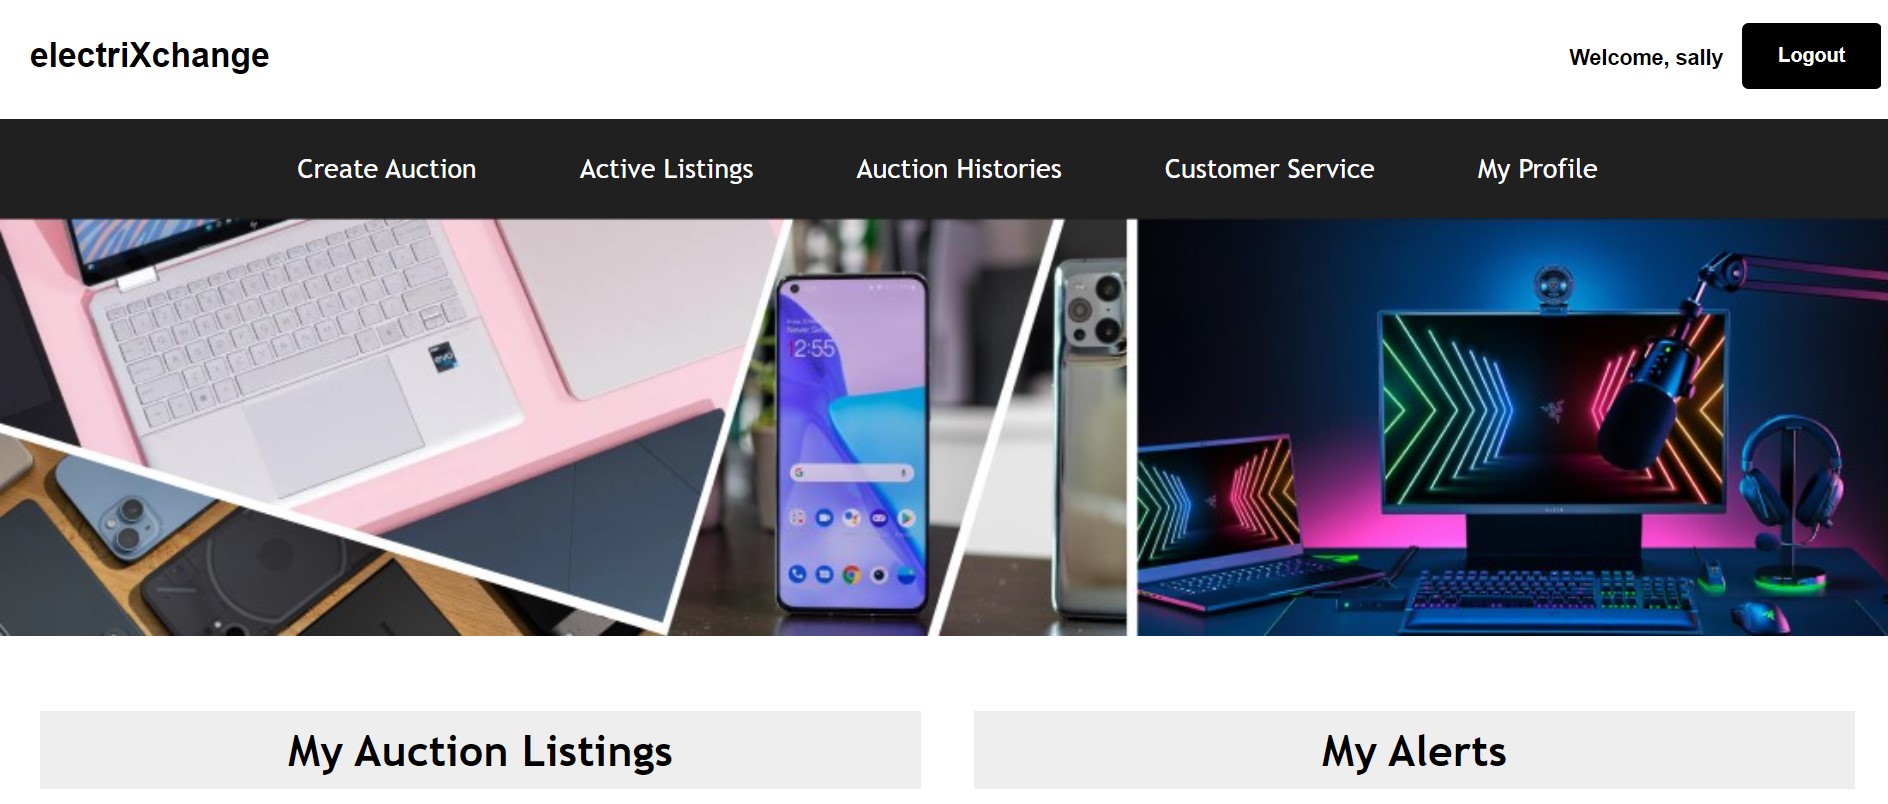 electriXchange
Welcome, sally
Logout
Create Auction
Active Listings
Auction Histories
Customer Service
My Profile
evo
12:55
G
My Auction Listings
My Alerts